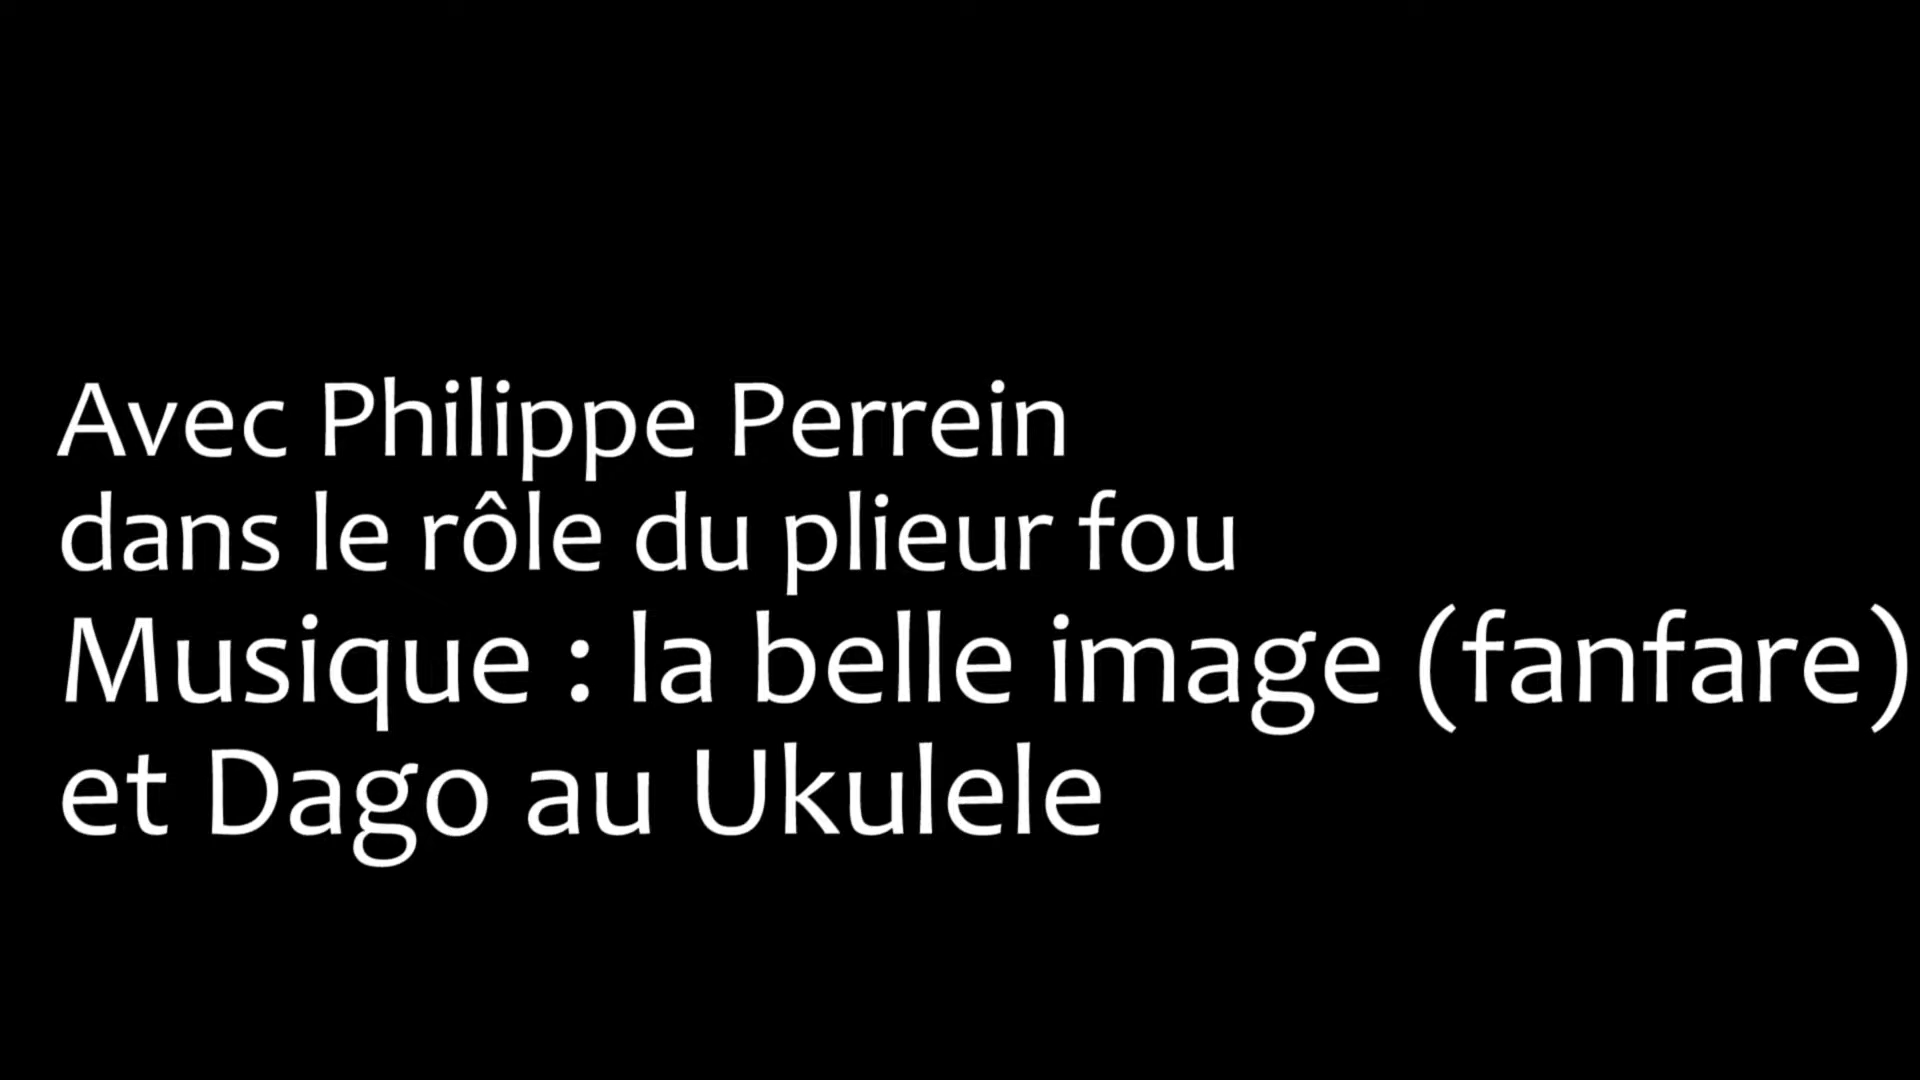 Avec Philippe Perrein
dans le rôle du plieur fou
Musique : la belle image (fanfare)
et Dago au Ukulele